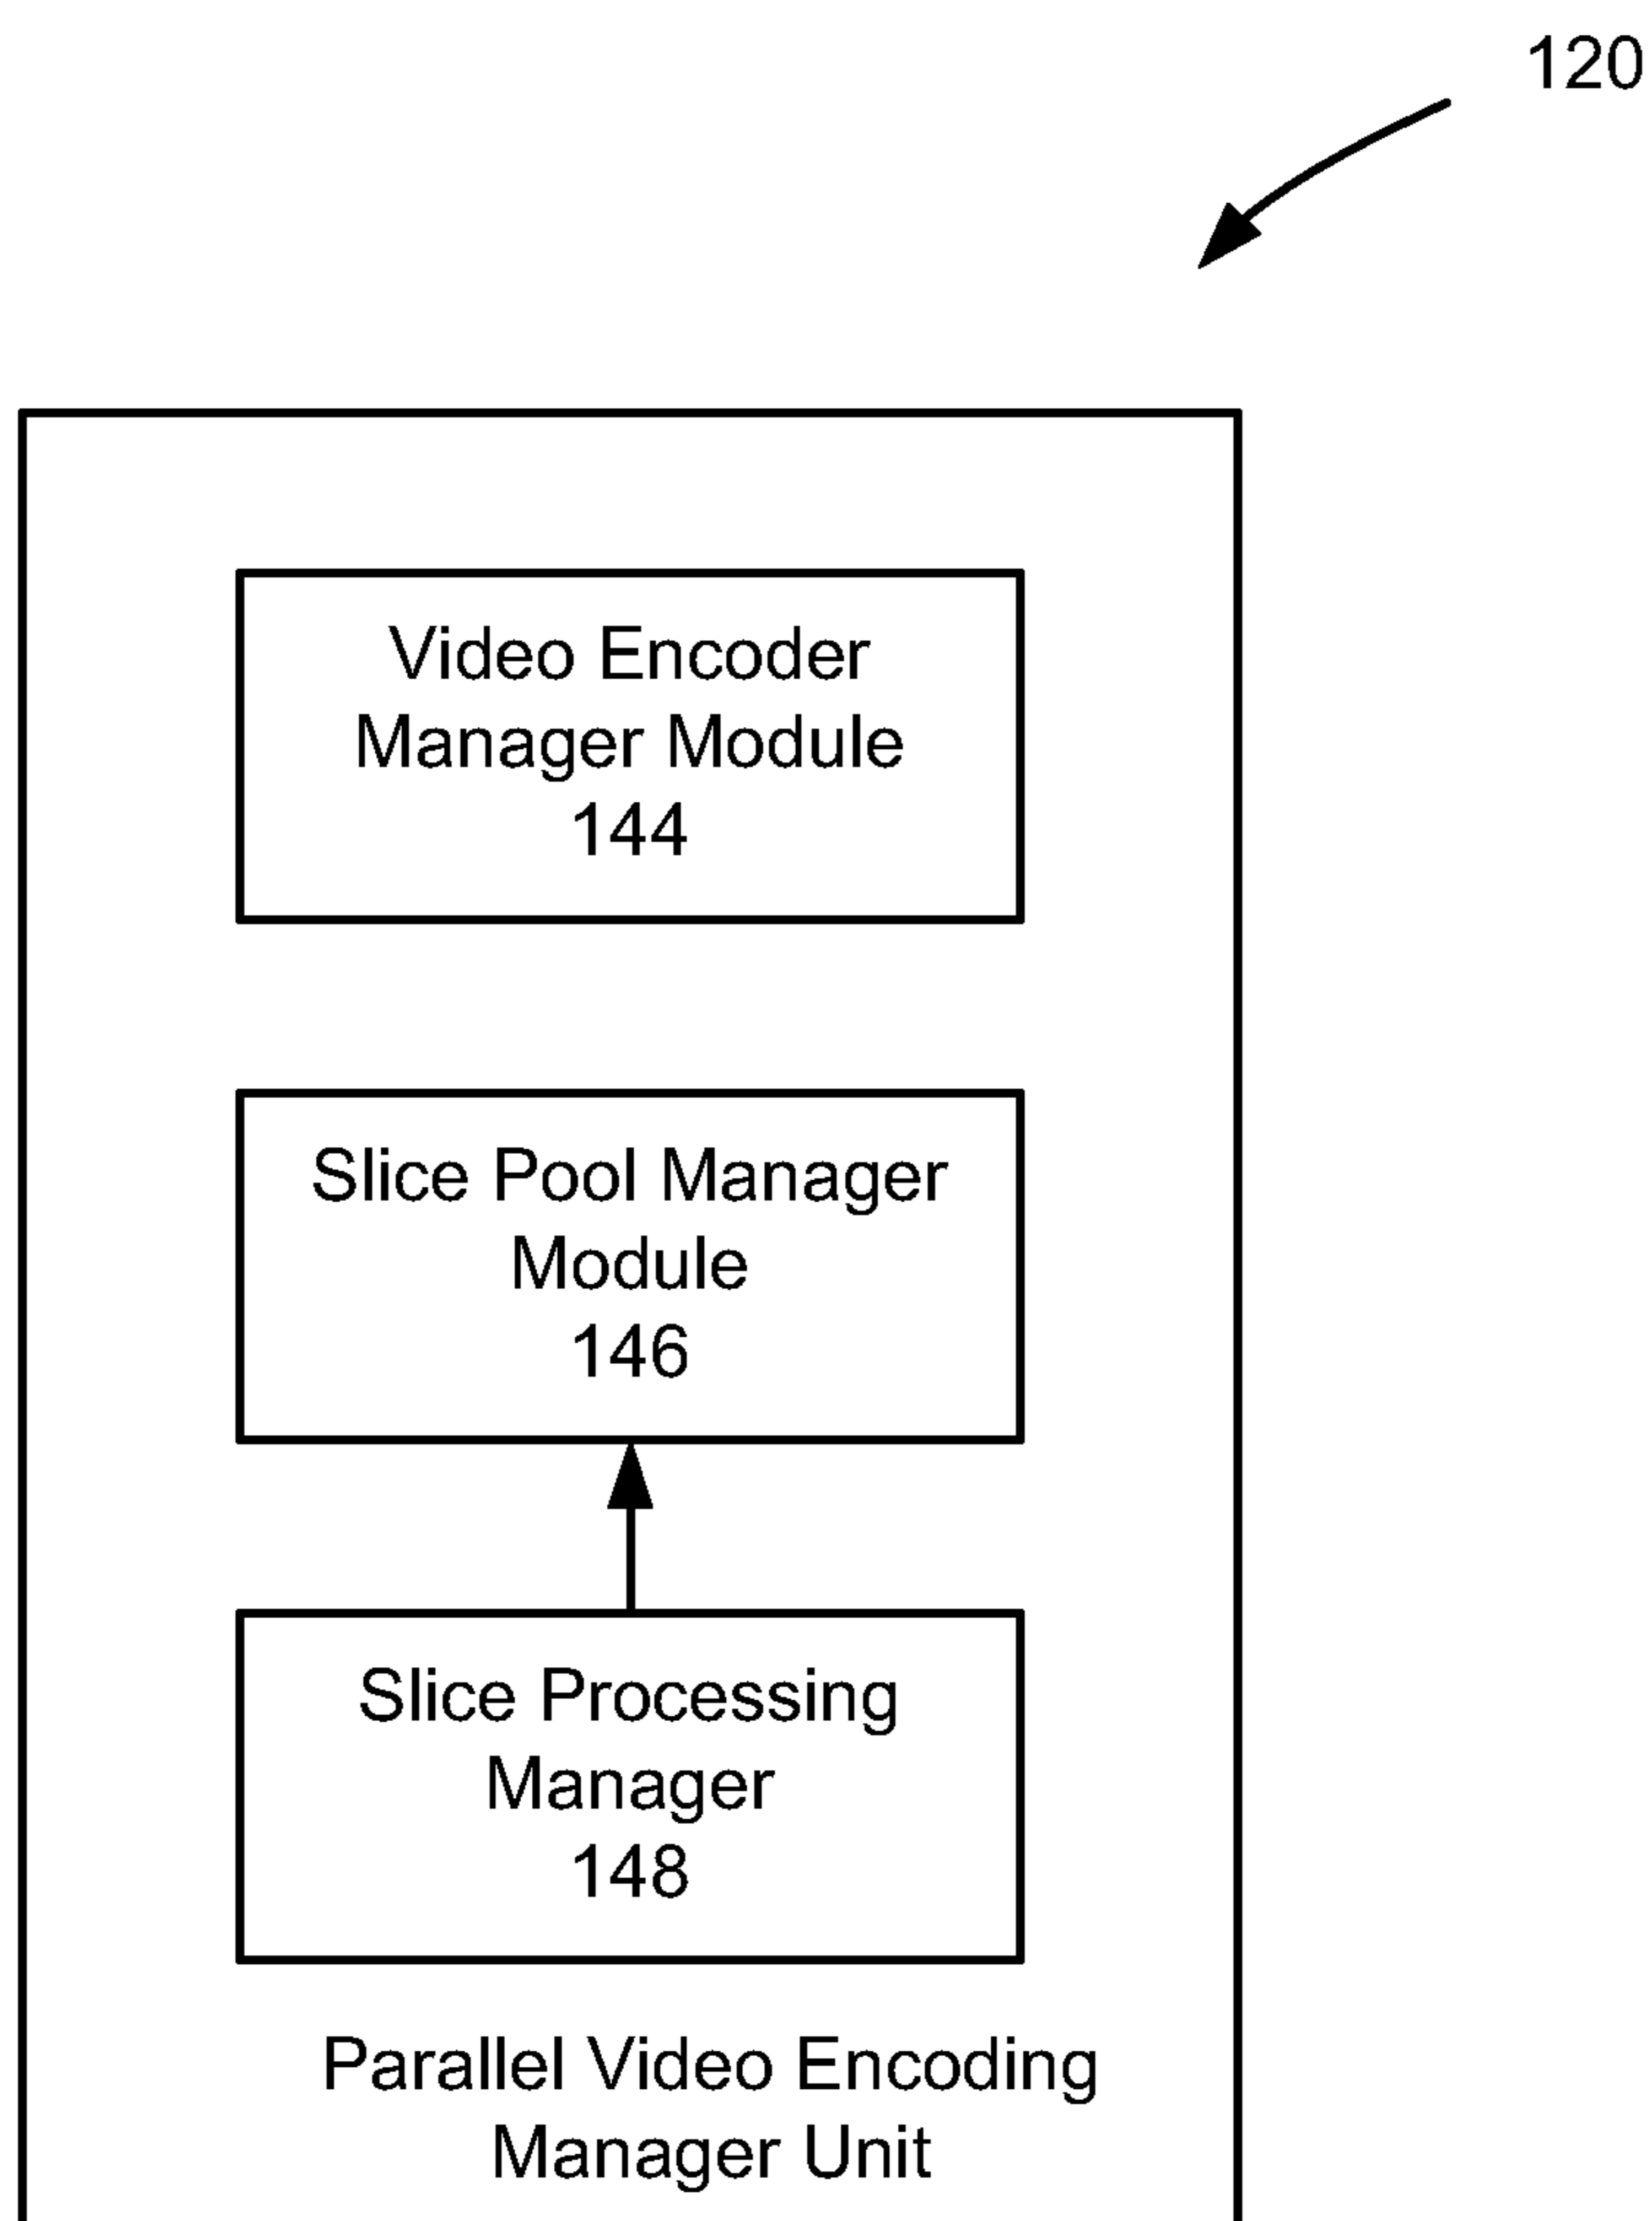 120
Video Encoder
Manager Module
144
Slice Pool Manager
Module
146
Slice Processing
Manager
148
Parallel Video Encoding
Manager Unit